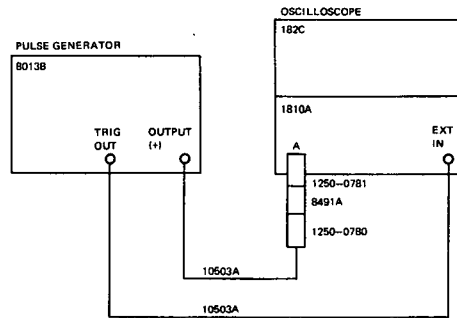 OSCILLOSCOPE
182C
PULSE GENERATOR
8013B
1810A
TRIG
OUT
OUTPUT
(+)
A
EXT
IN
1250-0781
8491A
1250-0780
10503A
10503A